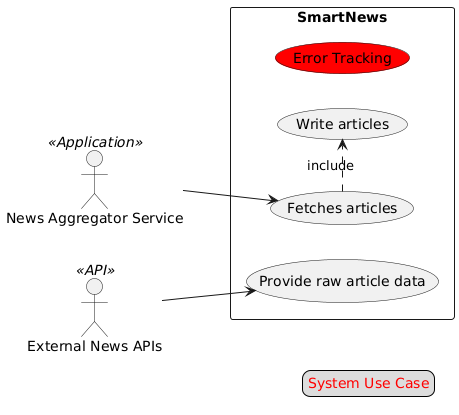 SmartNews
Error Tracking
Write articles
include
«Application»
News Aggregator Service
Fetches articles
«API»
External News APIs
Provide raw article data
System Use Case